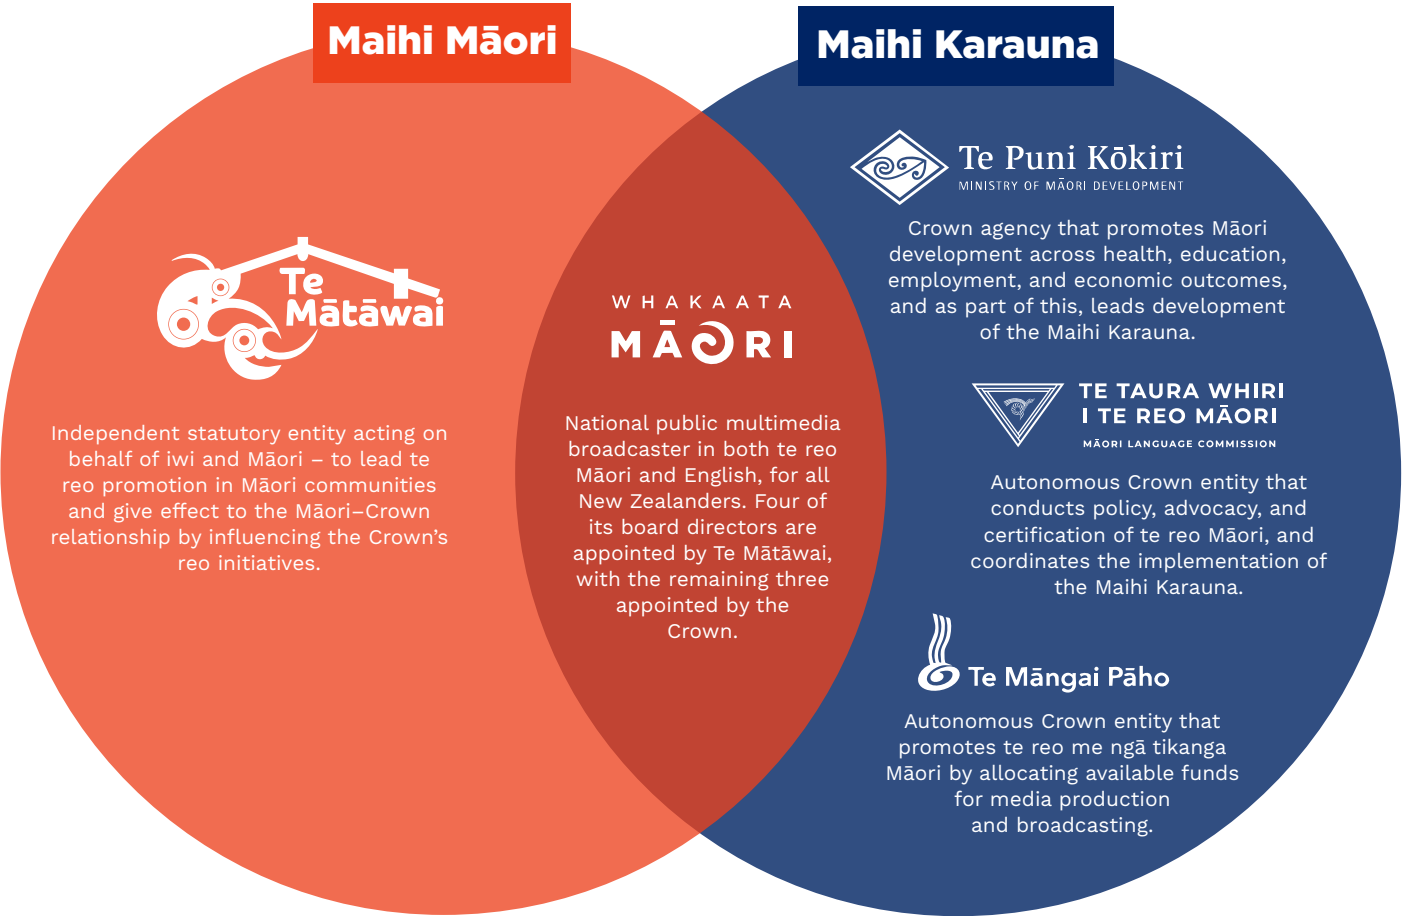 Maihi Māori
Te
Mātāwai
Independent statutory entity acting on
behalf of iwi and Māori – to lead te
reo promotion in Māori communities
and give effect to the Māori–Crown
relationship by influencing the Crown's
reo initiatives.
WHAKAATA
MĀORI
National public multimedia
broadcaster in both te reo
Māori and English, for all
New Zealanders. Four of
its board directors are
appointed by Te Mātāwai,
with the remaining three
appointed by the
Crown.
Maihi Karauna
Te Puni Kōkiri
MINISTRY OF MĀORI DEVELOPMENT
Crown agency that promotes Māori
development across health, education,
employment, and economic outcomes,
and as part of this, leads development
of the Maihi Karauna.
TE TAURA WHIRI
I TE REO MĀORI
MĀORI LANGUAGE COMMISSION
Autonomous Crown entity that
conducts policy, advocacy, and
certification of te reo Māori, and
coordinates the implementation of
the Maihi Karauna.
Te Māngai Pāho
Autonomous Crown entity that
promotes te reo me ngā tikanga
Māori by allocating available funds
for media production
and broadcasting.